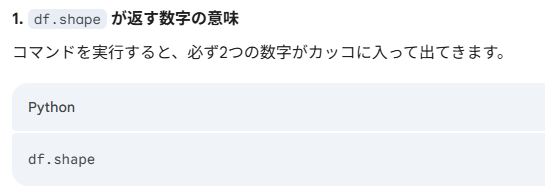 1. df.shape が返す数字の意味
コマンドを実行すると、必ず2つの数字がカッコに入って出てきます。
Python
df.shape